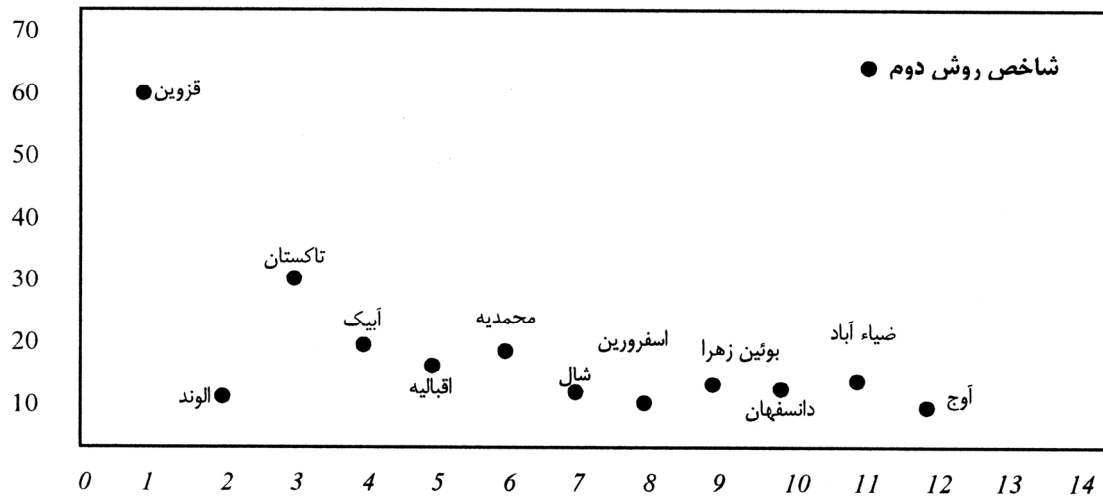 70
شاخص روش دوم
60
قزوین
50
40
تاکستان
30
آبیک
محمدیه
اسفرورین
ضیاء آباد
20
بوئین زهرا
شال
اقبالیه
الوند
دانسفهان
آوج
10
0 1 2 3 4 5 6 7 8 9 10 11 12 13 14